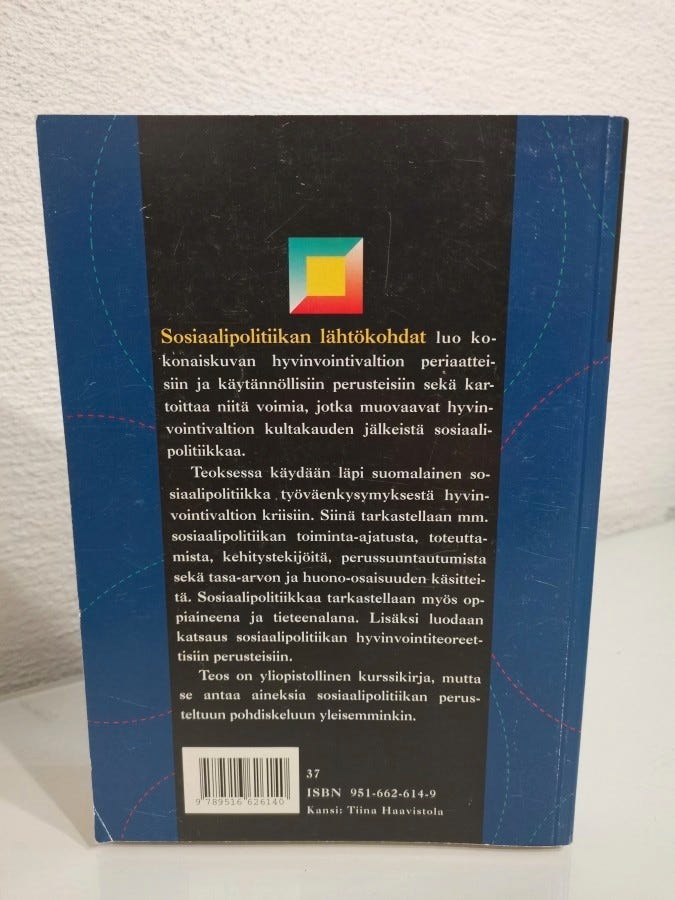 Sosiaalipolitiikan lähtökohdat luo ko-
konaiskuvan hyvinvointivaltion periaattei-
siin ja käytännöllisiin perusteisiin sekä kar-
toittaa niitä voimia, jotka muovaavat hyvin-
vointivaltion kultakauden jälkeistä sosiaali-
politiikkaa.
Teoksessa käydään läpi suomalainen so-
siaalipolitiikka työväenkysymyksestä hyvin-
vointivaltion kriisiin. Siinä tarkastellaan mm.
sosiaalipolitiikan toiminta-ajatusta, toteutta-
mista, kehitystekijöitä, perussuuntautumista
sekä tasa-arvon ja huono-osaisuuden käsittei-
tä. Sosiaalipolitiikkaa tarkastellaan myös op-
piaineena ja tieteenalana. Lisäksi luodaan
katsaus sosiaalipolitiikan hyvinvointiteoreet-
tisiin perusteisiin.
Teos on yliopistollinen kurssikirja, mutta
se antaa aineksia sosiaalipolitiikan perus-
teltuun pohdiskeluun yleisemminkin.
37
ISBN 951-662-614-9
Kansi: Tiina Haavistola
9 789516 626140